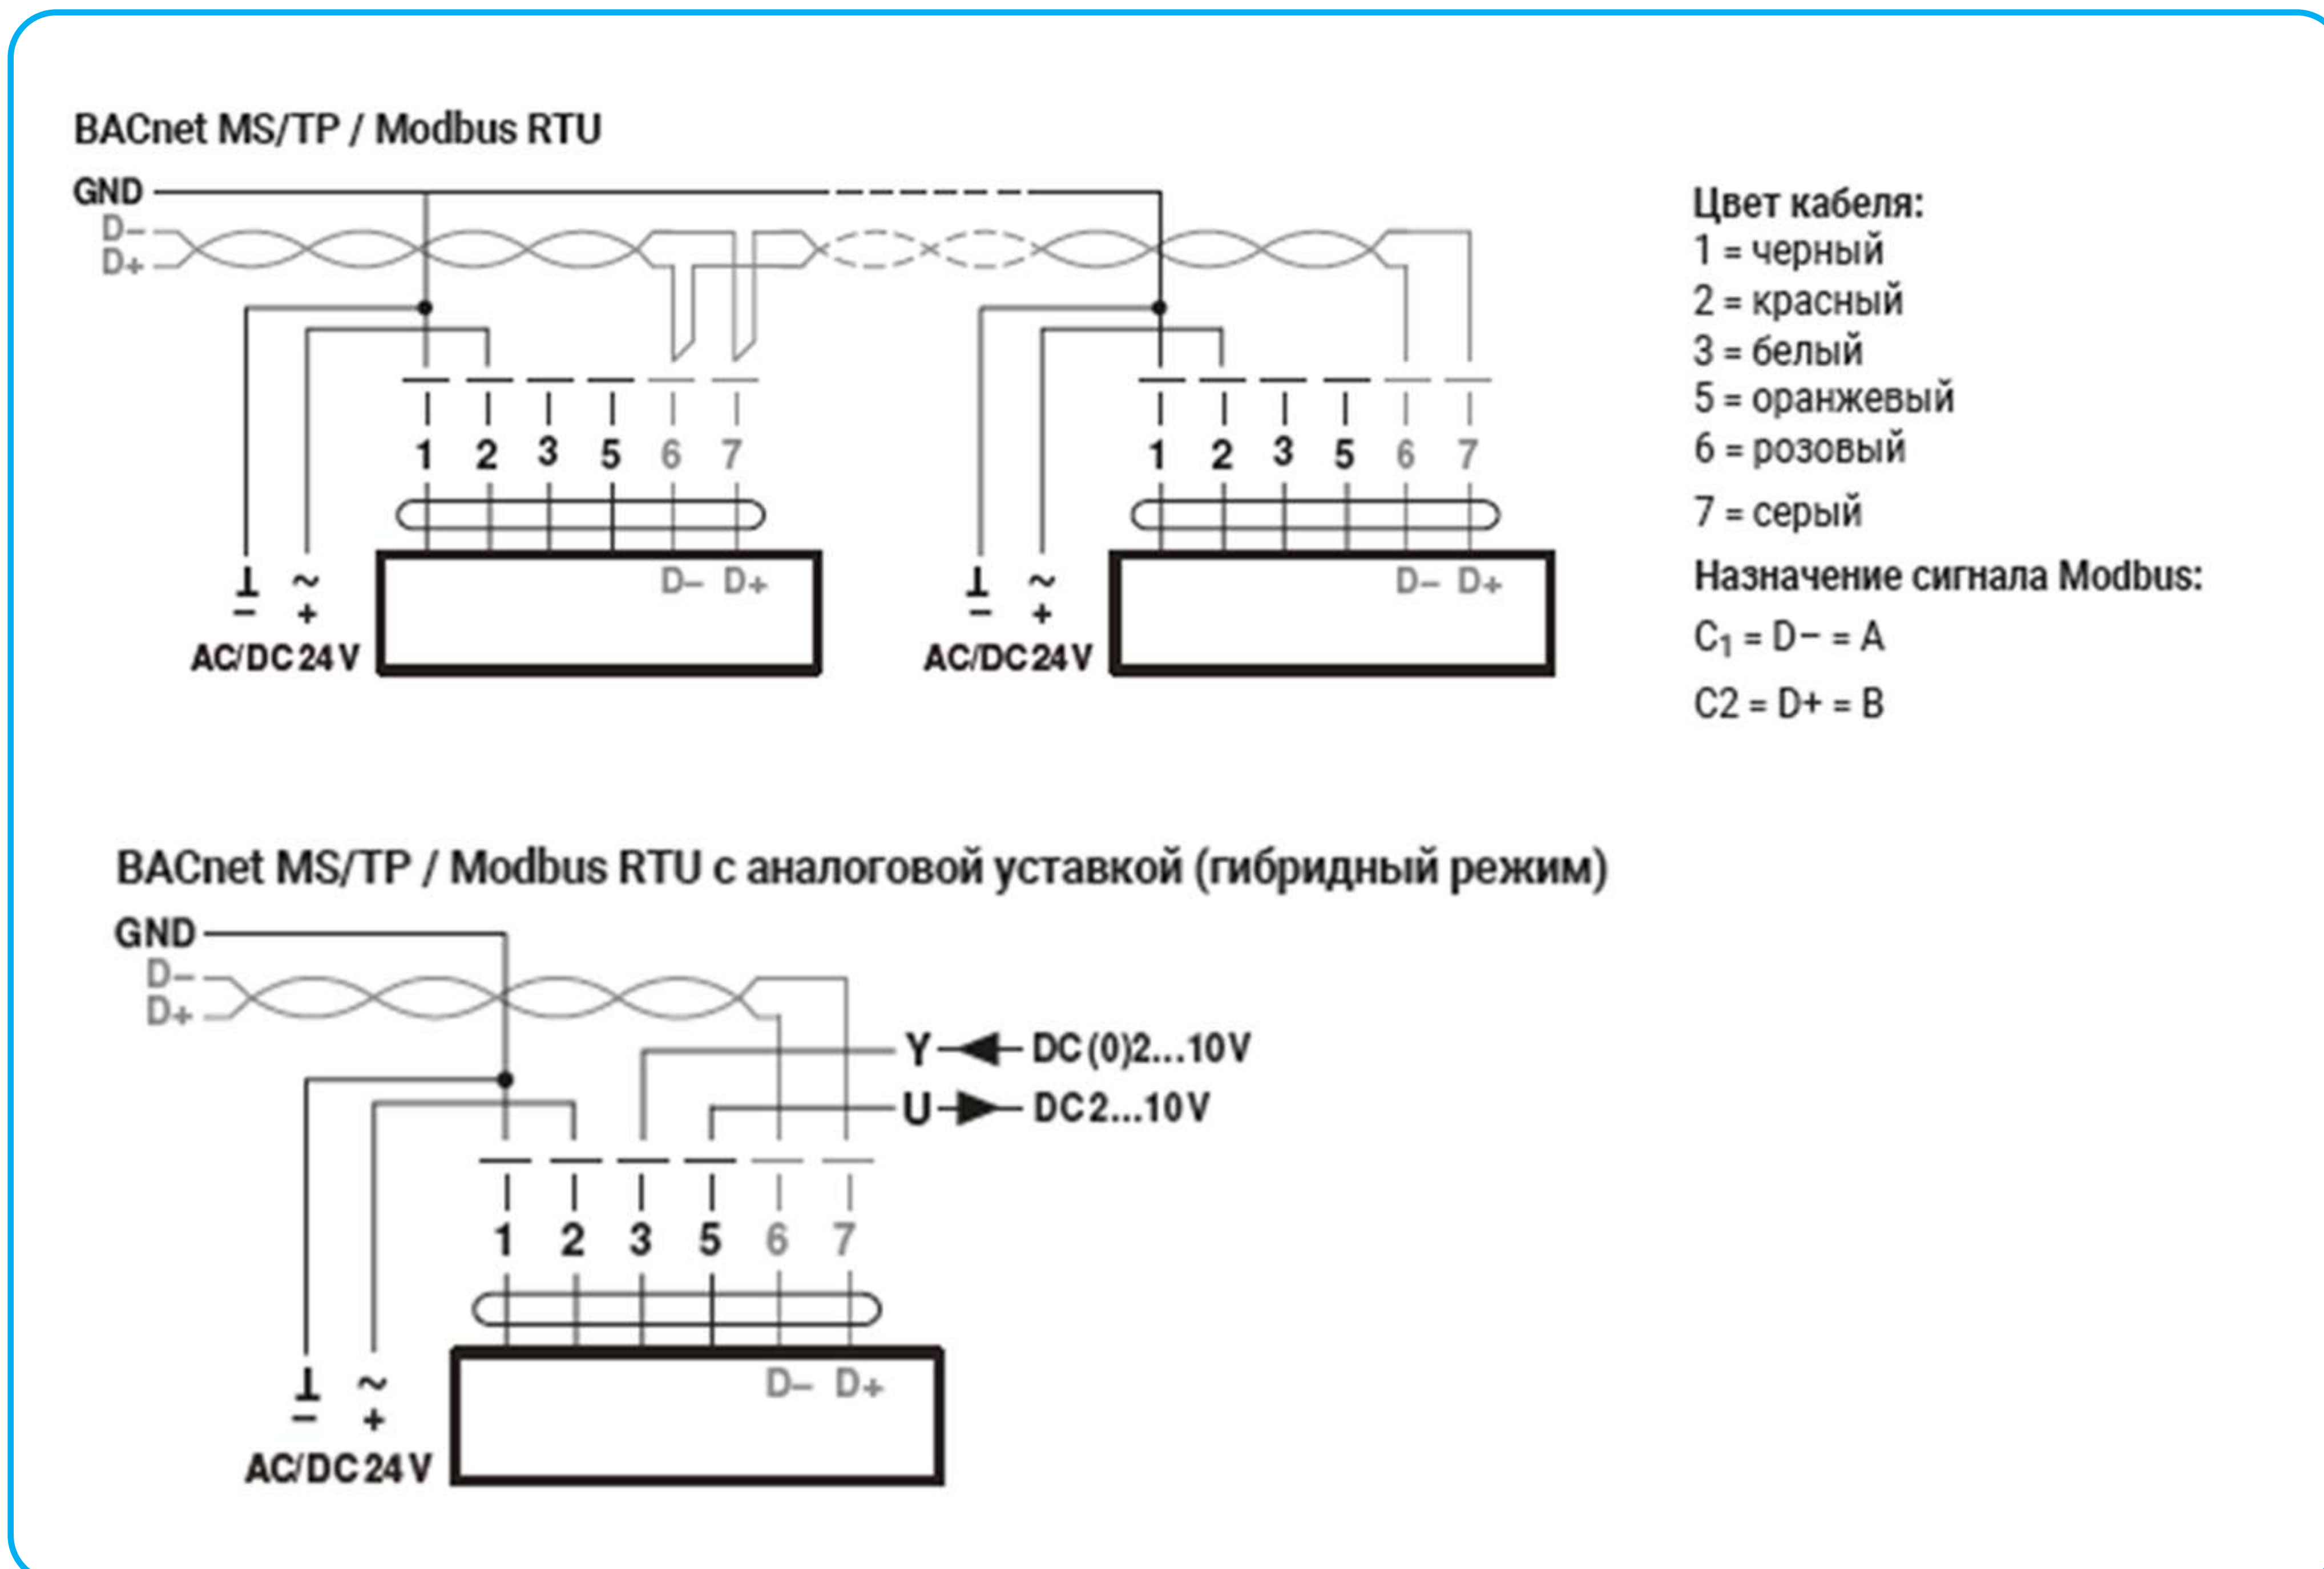 BACnet MS/TP / Modbus RTU
GND
D–
D+
1 2 3 5 6 7
1 2 3 5 6 7
⊥ ~
– +
AC/DC 24 V
D– D+
⊥ ~
– +
AC/DC 24 V
D– D+
Цвет кабеля:
1 = черный
2 = красный
3 = белый
5 = оранжевый
6 = розовый
7 = серый
Назначение сигнала Modbus:
C₁ = D– = A
C2 = D+ = B
BACnet MS/TP / Modbus RTU с аналоговой уставкой (гибридный режим)
GND
D–
D+
Y DC (0)2...10 V
U DC 2...10 V
1 2 3 5 6 7
⊥ ~
– +
AC/DC 24 V
D– D+